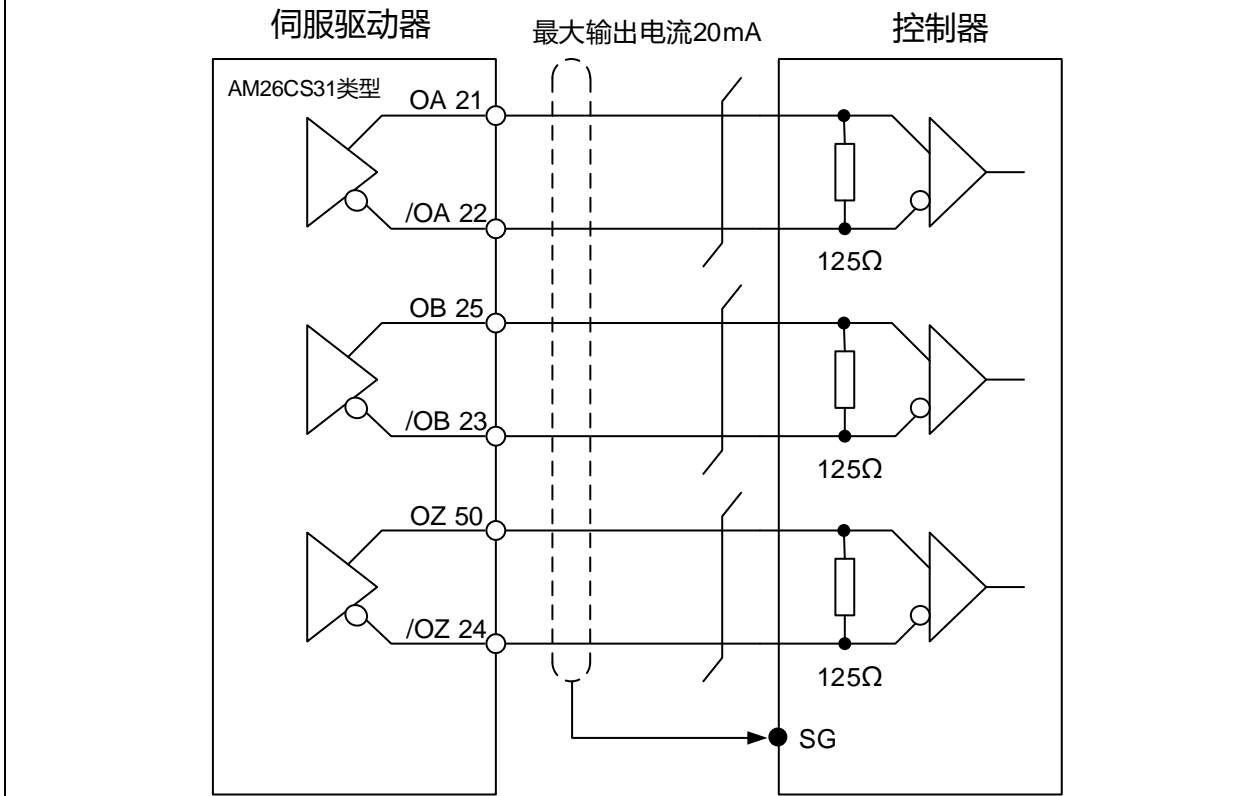 伺服驱动器
最大输出电流20mA
控制器
AM26CS31类型
OA 21
/OA 22
125Ω
OB 25
/OB 23
125Ω
OZ 50
/OZ 24
125Ω
SG